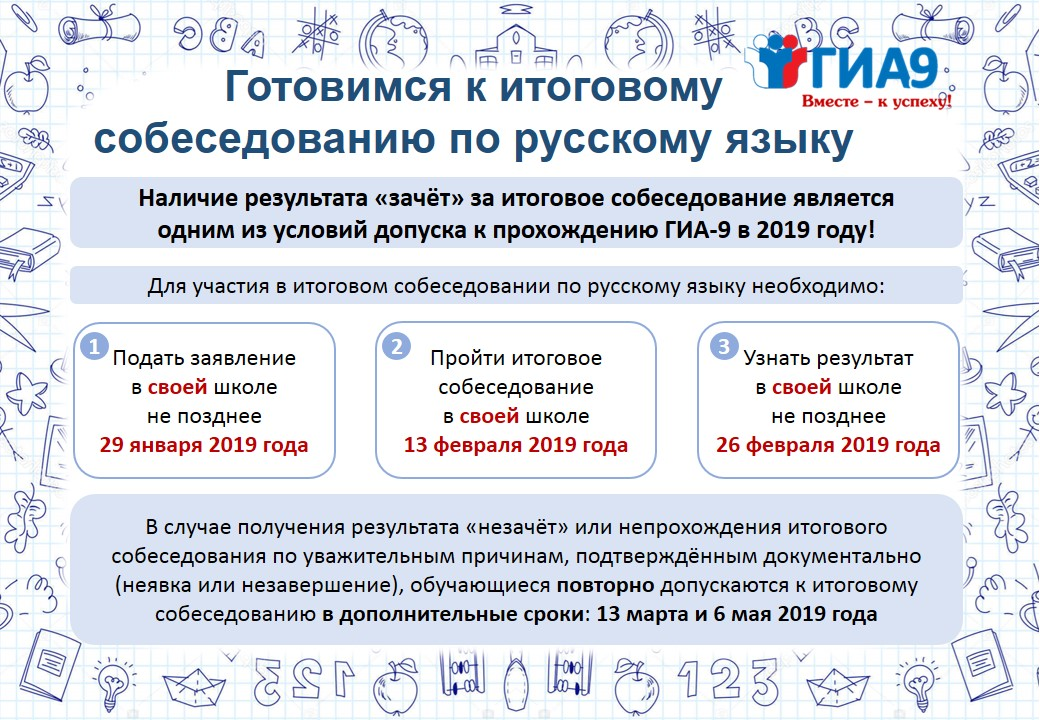 Готовимся к итоговому
собеседованию по русскому языку
ГИА9
Вместе – к успеху!
Наличие результата «зачёт» за итоговое собеседование является
одним из условий допуска к прохождению ГИА-9 в 2019 году!
Для участия в итоговом собеседовании по русскому языку необходимо:
1
Подать заявление
в своей школе
не позднее
29 января 2019 года
2
Пройти итоговое
собеседование
в своей школе
13 февраля 2019 года
3
Узнать результат
в своей школе
не позднее
26 февраля 2019 года
В случае получения результата «незачёт» или непрохождения итогового
собеседования по уважительным причинам, подтверждённым документально
(неявка или незавершение), обучающиеся повторно допускаются к итоговому
собеседованию в дополнительные сроки: 13 марта и 6 мая 2019 года
123